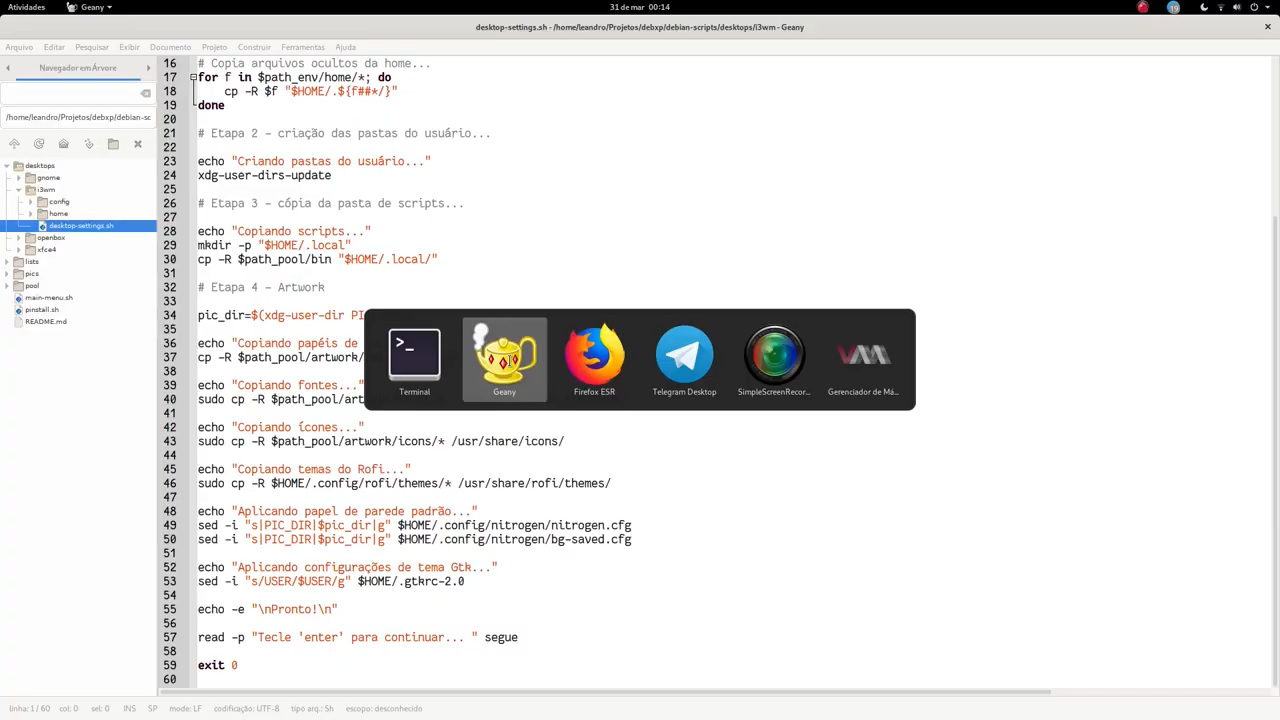 Atividades
Geany
31 de mar 00:14
19
desktop-settings.sh - /home/leandro/Projetos/debxp/debian-scripts/desktops/i3wm - Geany
Arquivo Editar Pesquisar Exibir Documento Projeto Construir Ferramentas Ajuda
Navegador em Árvore
/home/leandro/Projetos/debxp/debian-sc
desktops
gnome
i3wm
config
home
desktop-settings.sh
openbox
xfce4
lists
pics
pool
main-menu.sh
pinstall.sh
README.md
16 # Copia arquivos ocultos da home...
17 for f in $path_env/home/*; do
18 cp -R $f "$HOME/.${f##*/}"
19 done
20
21 # Etapa 2 - criação das pastas do usuário...
22
23 echo "Criando pastas do usuário..."
24 xdg-user-dirs-update
25
26 # Etapa 3 - cópia da pasta de scripts...
27
28 echo "Copiando scripts..."
29 mkdir -p "$HOME/.local"
30 cp -R $path_pool/bin "$HOME/.local/"
31
32 # Etapa 4 - Artwork
33
34 pic_dir=$(xdg-user-dir PI
35
36 echo "Copiando papéis de
37 cp -R $path_pool/artwork/
38
39 echo "Copiando fontes..."
40 sudo cp -R $path_pool/art
41
42 echo "Copiando ícones..."
43 sudo cp -R $path_pool/artwork/icons/* /usr/share/icons/
44
45 echo "Copiando temas do Rofi..."
46 sudo cp -R $HOME/.config/rofi/themes/* /usr/share/rofi/themes/
47
48 echo "Aplicando papel de parede padrão..."
49 sed -i "s|PIC_DIR|$pic_dir|g" $HOME/.config/nitrogen/nitrogen.cfg
50 sed -i "s|PIC_DIR|$pic_dir|g" $HOME/.config/nitrogen/bg-saved.cfg
51
52 echo "Aplicando configurações de tema Gtk..."
53 sed -i "s/USER/$USER/g" $HOME/.gtkrc-2.0
54
55 echo -e "\nPronto!\n"
56
57 read -p "Tecle 'enter' para continuar... " segue
58
59 exit 0
60
>_
Terminal
Geany
Firefox ESR
Telegram Desktop
SimpleScreenRecor...
Gerenciador de Má...
linha: 1 / 60 col: 0 sel: 0 INS SP mode: LF codificação: UTF-8 tipo arq.: Sh escopo: desconhecido